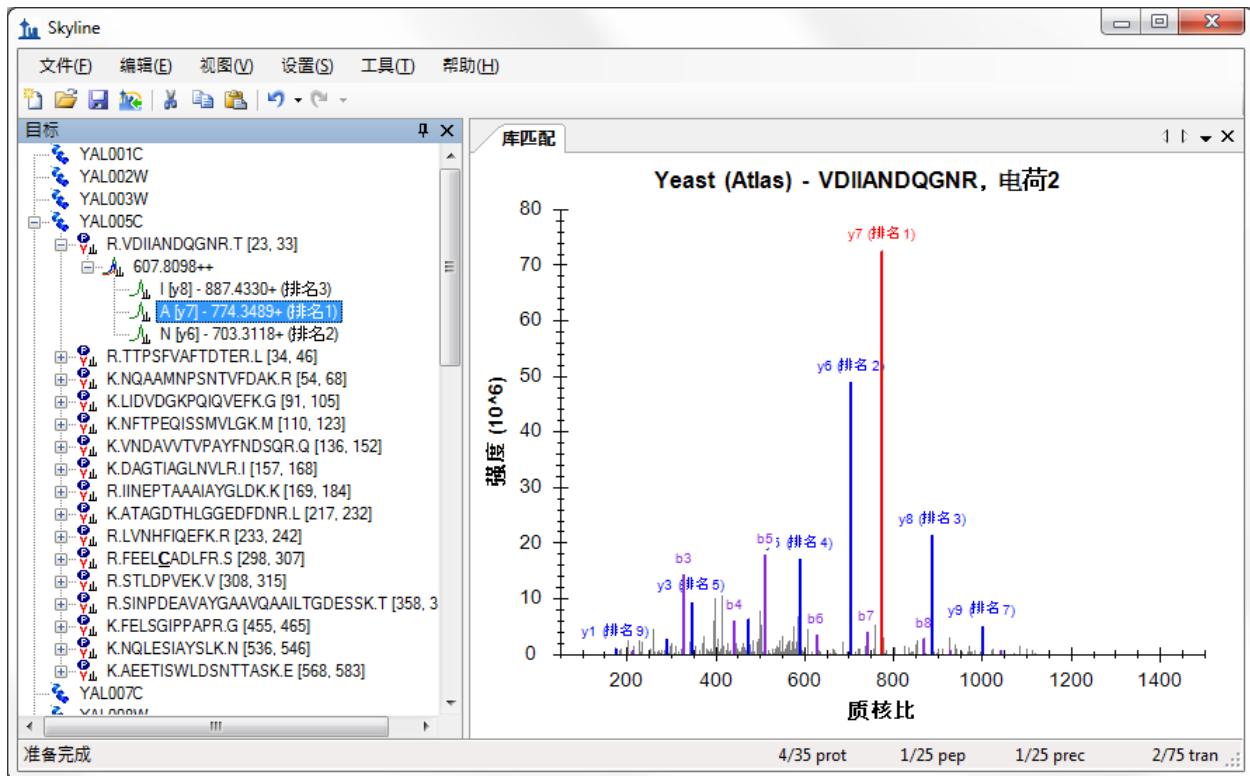 Skyline
文件(F) 编辑(E) 视图(V) 设置(S) 工具(T) 帮助(H)
目标
YAL001C
YAL002W
YAL003W
YAL005C
R.VDIIANDQGNR.T [23, 33]
607.8098++
I [y8] - 887.4330+ (排名3)
A [y7] - 774.3489+ (排名1)
N [y6] - 703.3118+ (排名2)
R.TTPSFVAFTDTER.L [34, 46]
K.NQAAMNPSNTVFDAK.R [54, 68]
K.LIDVDGKPQIQVEFK.G [91, 105]
K.NFTPEQISSMVLGK.M [110, 123]
K.VNDAVVTVPAYFNDSQR.Q [136, 152]
K.DAGTIAGLNVLR.I [157, 168]
R.IINEPTAAAIAYGLDK.K [169, 184]
K.ATAGDTHLGGEDFDNR.L [217, 232]
R.LVNHFIQEFK.R [233, 242]
R.FEELCADLFR.S [298, 307]
R.STLDPVEK.V [308, 315]
R.SINPDEAVAYGAAVQAAILTGDESSK.T [358, 3
K.FELSGIPPAPR.G [455, 465]
K.NQLESIAYSLK.N [536, 546]
K.AEETISWLDSNTTASK.E [568, 583]
YAL007C
YAL008W
库匹配
Yeast (Atlas) - VDIIANDQGNR, 电荷2
强度 (10^6)
80
70
60
50
40
30
20
10
0
y7 (排名1)
y6 (排名 2)
y8 (排名 3)
b5
y5 (排名 4)
b3
y3 (排名 5)
b4
y1 (排名 9)
b6
b7
b8
y9 (排名 7)
200 400 600 800 1000 1200 1400
质核比
准备完成 4/35 prot 1/25 pep 1/25 prec 2/75 tran